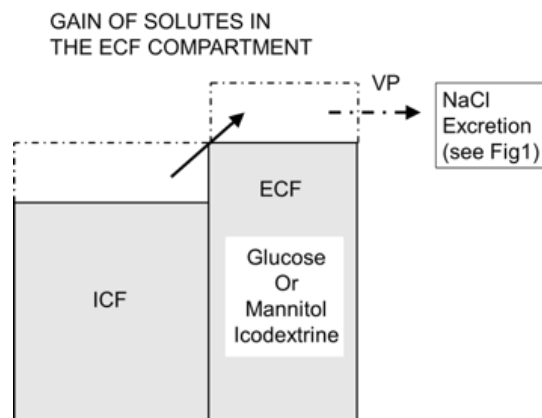 GAIN OF SOLUTES IN
THE ECF COMPARTMENT
VP
NaCl
Excretion
(see Fig1)
ECF
Glucose
Or
Mannitol
Icodextrine
ICF